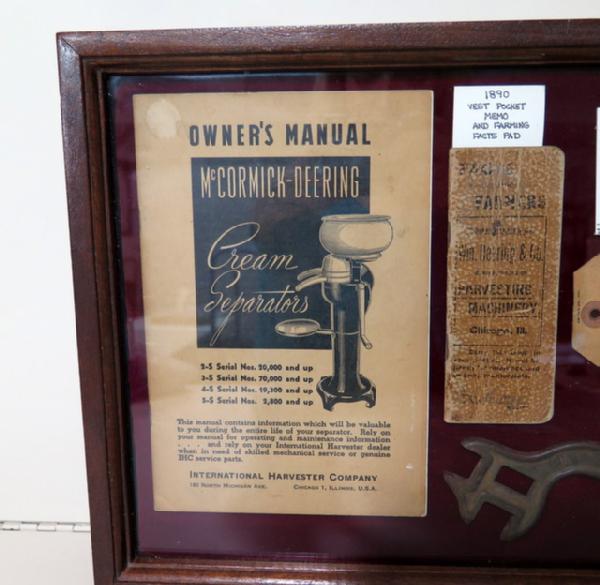 OWNER'S MANUAL
McCORMICK-DEERING
Cream
Separators
2-S Serial Nos. 20,000 and up
3-S Serial Nos. 70,000 and up
4-S Serial Nos. 19,100 and up
5-S Serial Nos. 2,800 and up
This manual contains information which will be valuable
to you during the entire life of your separator. Rely on
your manual for operating and maintenance information
. . . . and rely on your International Harvester dealer
when in need of skilled mechanical service or genuine
IHC service parts.
INTERNATIONAL HARVESTER COMPANY
180 NORTH MICHIGAN AVE. CHICAGO 1, ILLINOIS, U.S.A.
1890
VEST POCKET
MEMO
AND FARMING
FACTS PAD
FACTS
FARMERS
Wm. Deering & Co.
HARVESTING
MACHINERY
Chicago, Ill.